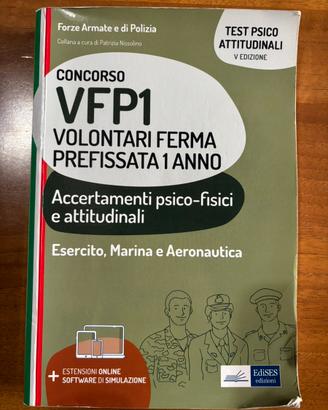 Forze Armate e di Polizia
Collana a cura di Patrizia Nissolino
TEST PSICO
ATTITUDINALI
V EDIZIONE
CONCORSO
VFP1
VOLONTARI FERMA
PREFISSATA 1 ANNO
Accertamenti psico-fisici
e attitudinali
Esercito, Marina e Aeronautica
+ ESTENSIONI ONLINE
SOFTWARE DI SIMULAZIONE
EdiSES
edizioni